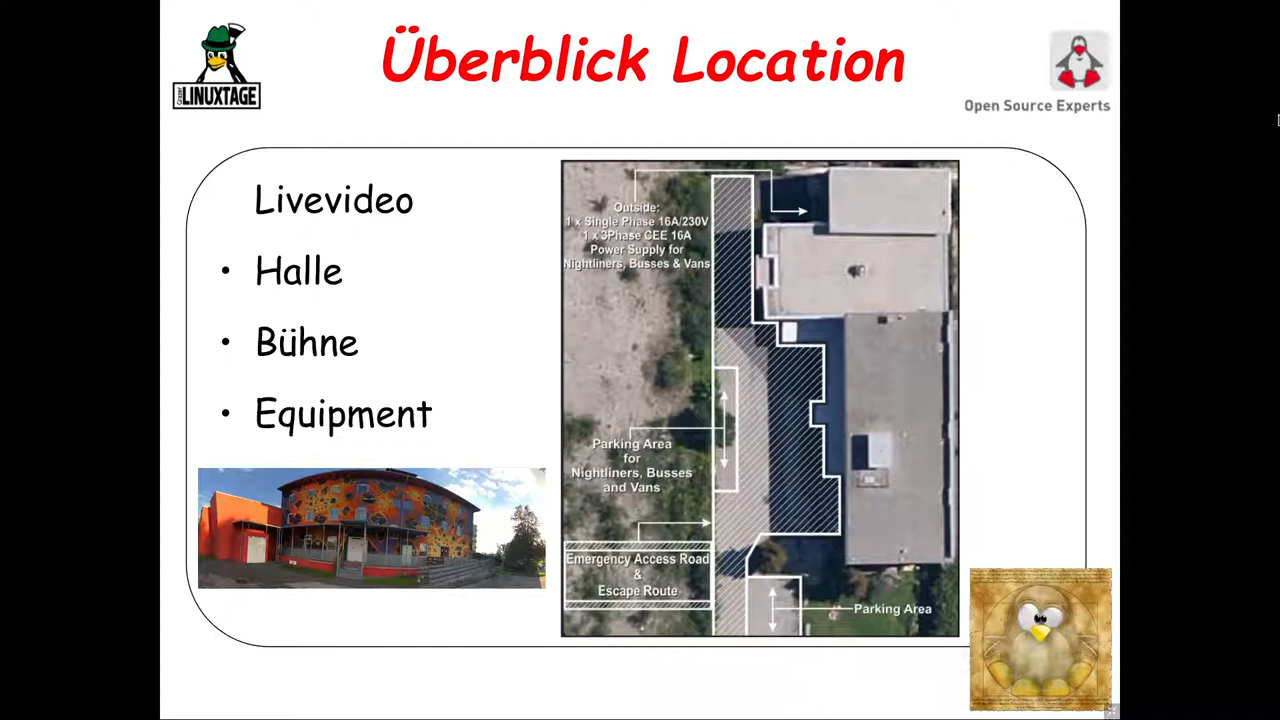 Überblick Location
Grazer
LINUXTAGE
Open Source Experts
Livevideo
• Halle
• Bühne
• Equipment
Outside:
1 x Single Phase 16A/230V
1 x 3Phase CEE 16A
Power Supply for
Nightliners, Busses & Vans
Parking Area
for
Nightliners, Busses
and Vans
Emergency Access Road
&
Escape Route
Parking Area